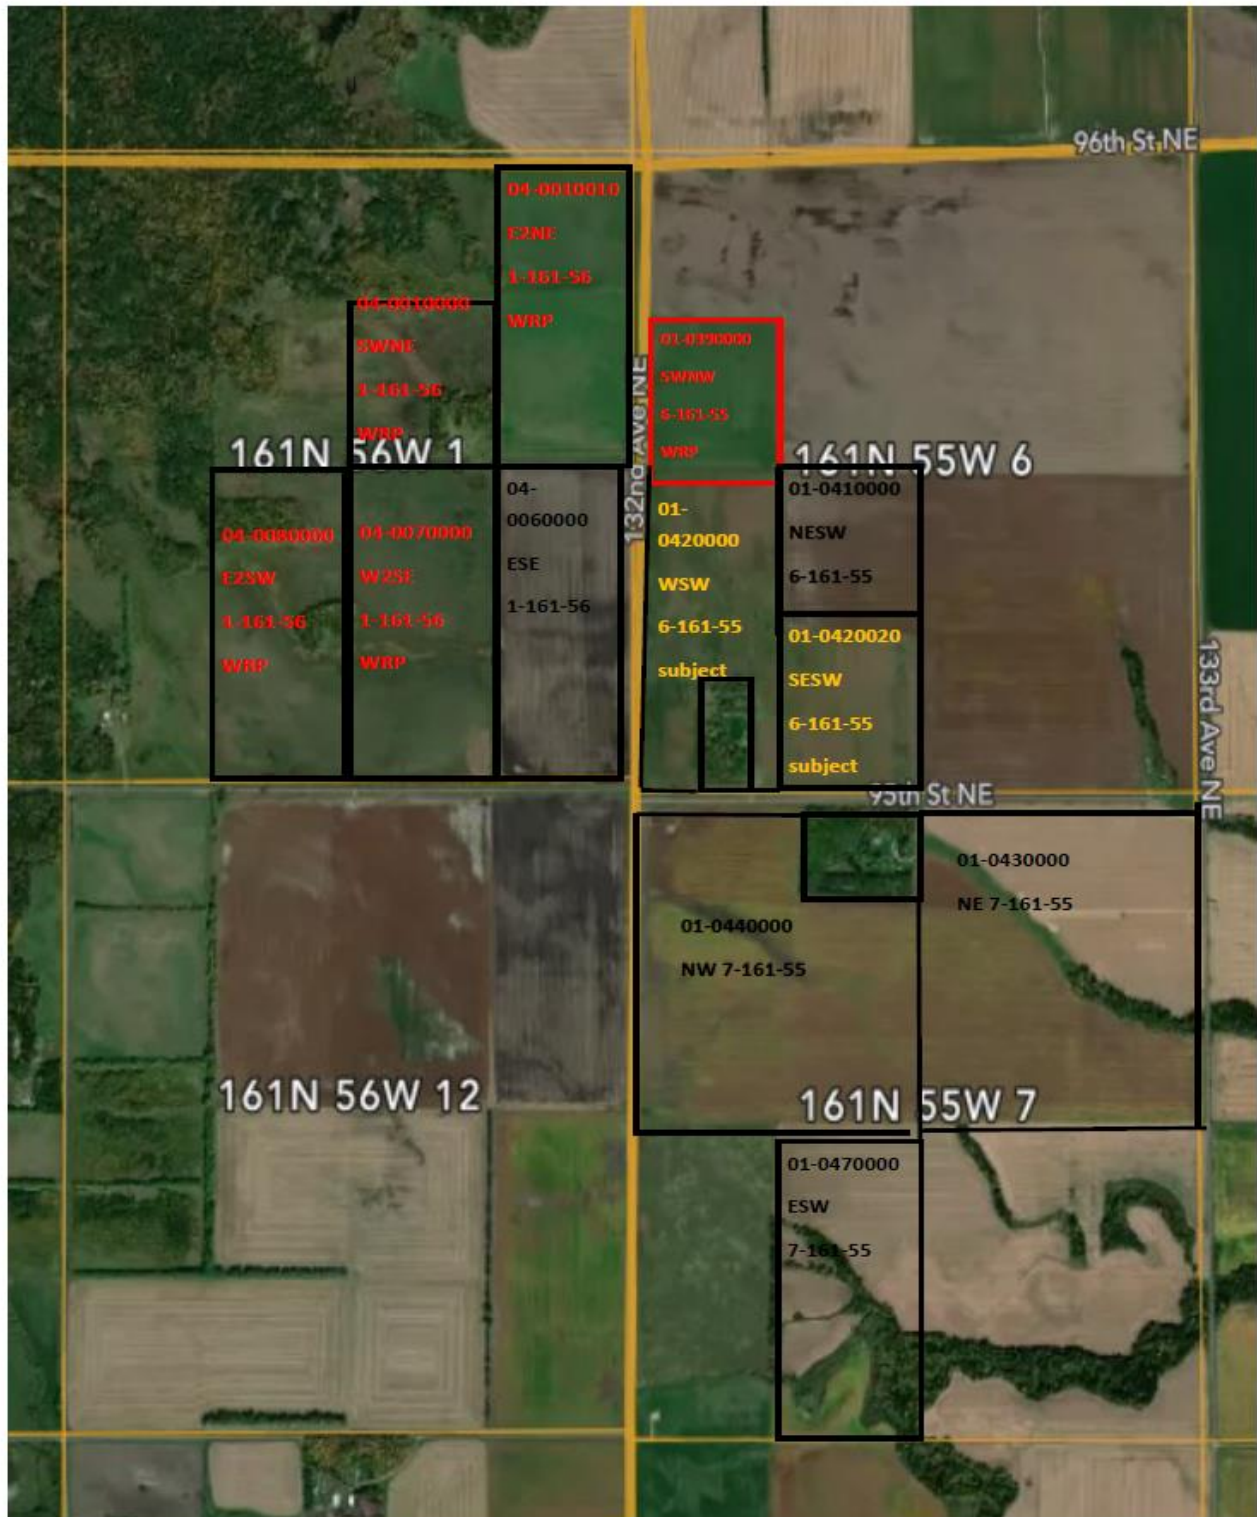 96th St NE
04-0010010
E2NE
1-161-56
WRP
04-0010000
SWNE
1-161-56
WRP
161N 56W 1
132nd Ave NE
01-0390000
SWNW
6-161-55
WRP
161N 55W 6
04-0080000
E2SW
1-161-56
WRP
04-0070000
W2SE
1-161-56
WRP
04-
0060000
ESE
1-161-56
01-
0420000
WSW
6-161-55
subject
01-0410000
NESW
6-161-55
01-0420020
SESW
6-161-55
subject
133rd Ave NE
95th St NE
01-0430000
NE 7-161-55
01-0440000
NW 7-161-55
161N 56W 12
161N 55W 7
01-0470000
ESW
7-161-55